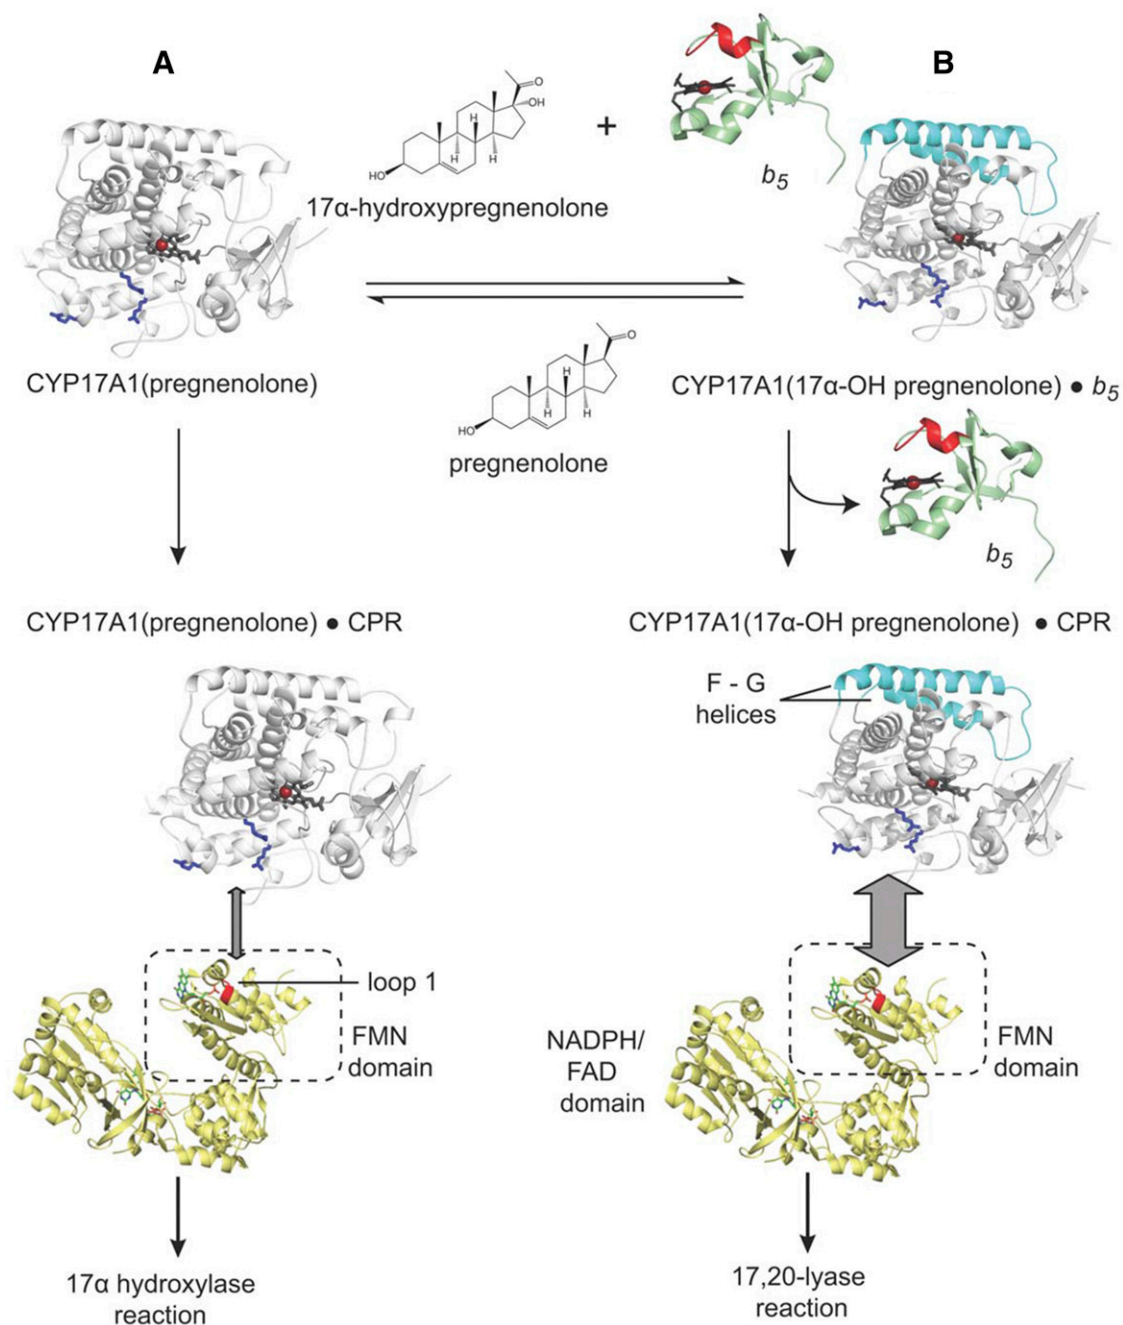 A
B
O
OH
H
H
H
HO
+
17α-hydroxypregnenolone
b5
CYP17A1(pregnenolone)
O
H
H
H
HO
pregnenolone
CYP17A1(17α-OH pregnenolone) ● b5
b5
CYP17A1(pregnenolone) ● CPR
CYP17A1(17α-OH pregnenolone) ● CPR
F - G
helices
loop 1
FMN
domain
NADPH/
FAD
domain
FMN
domain
17α hydroxylase
reaction
17,20-lyase
reaction